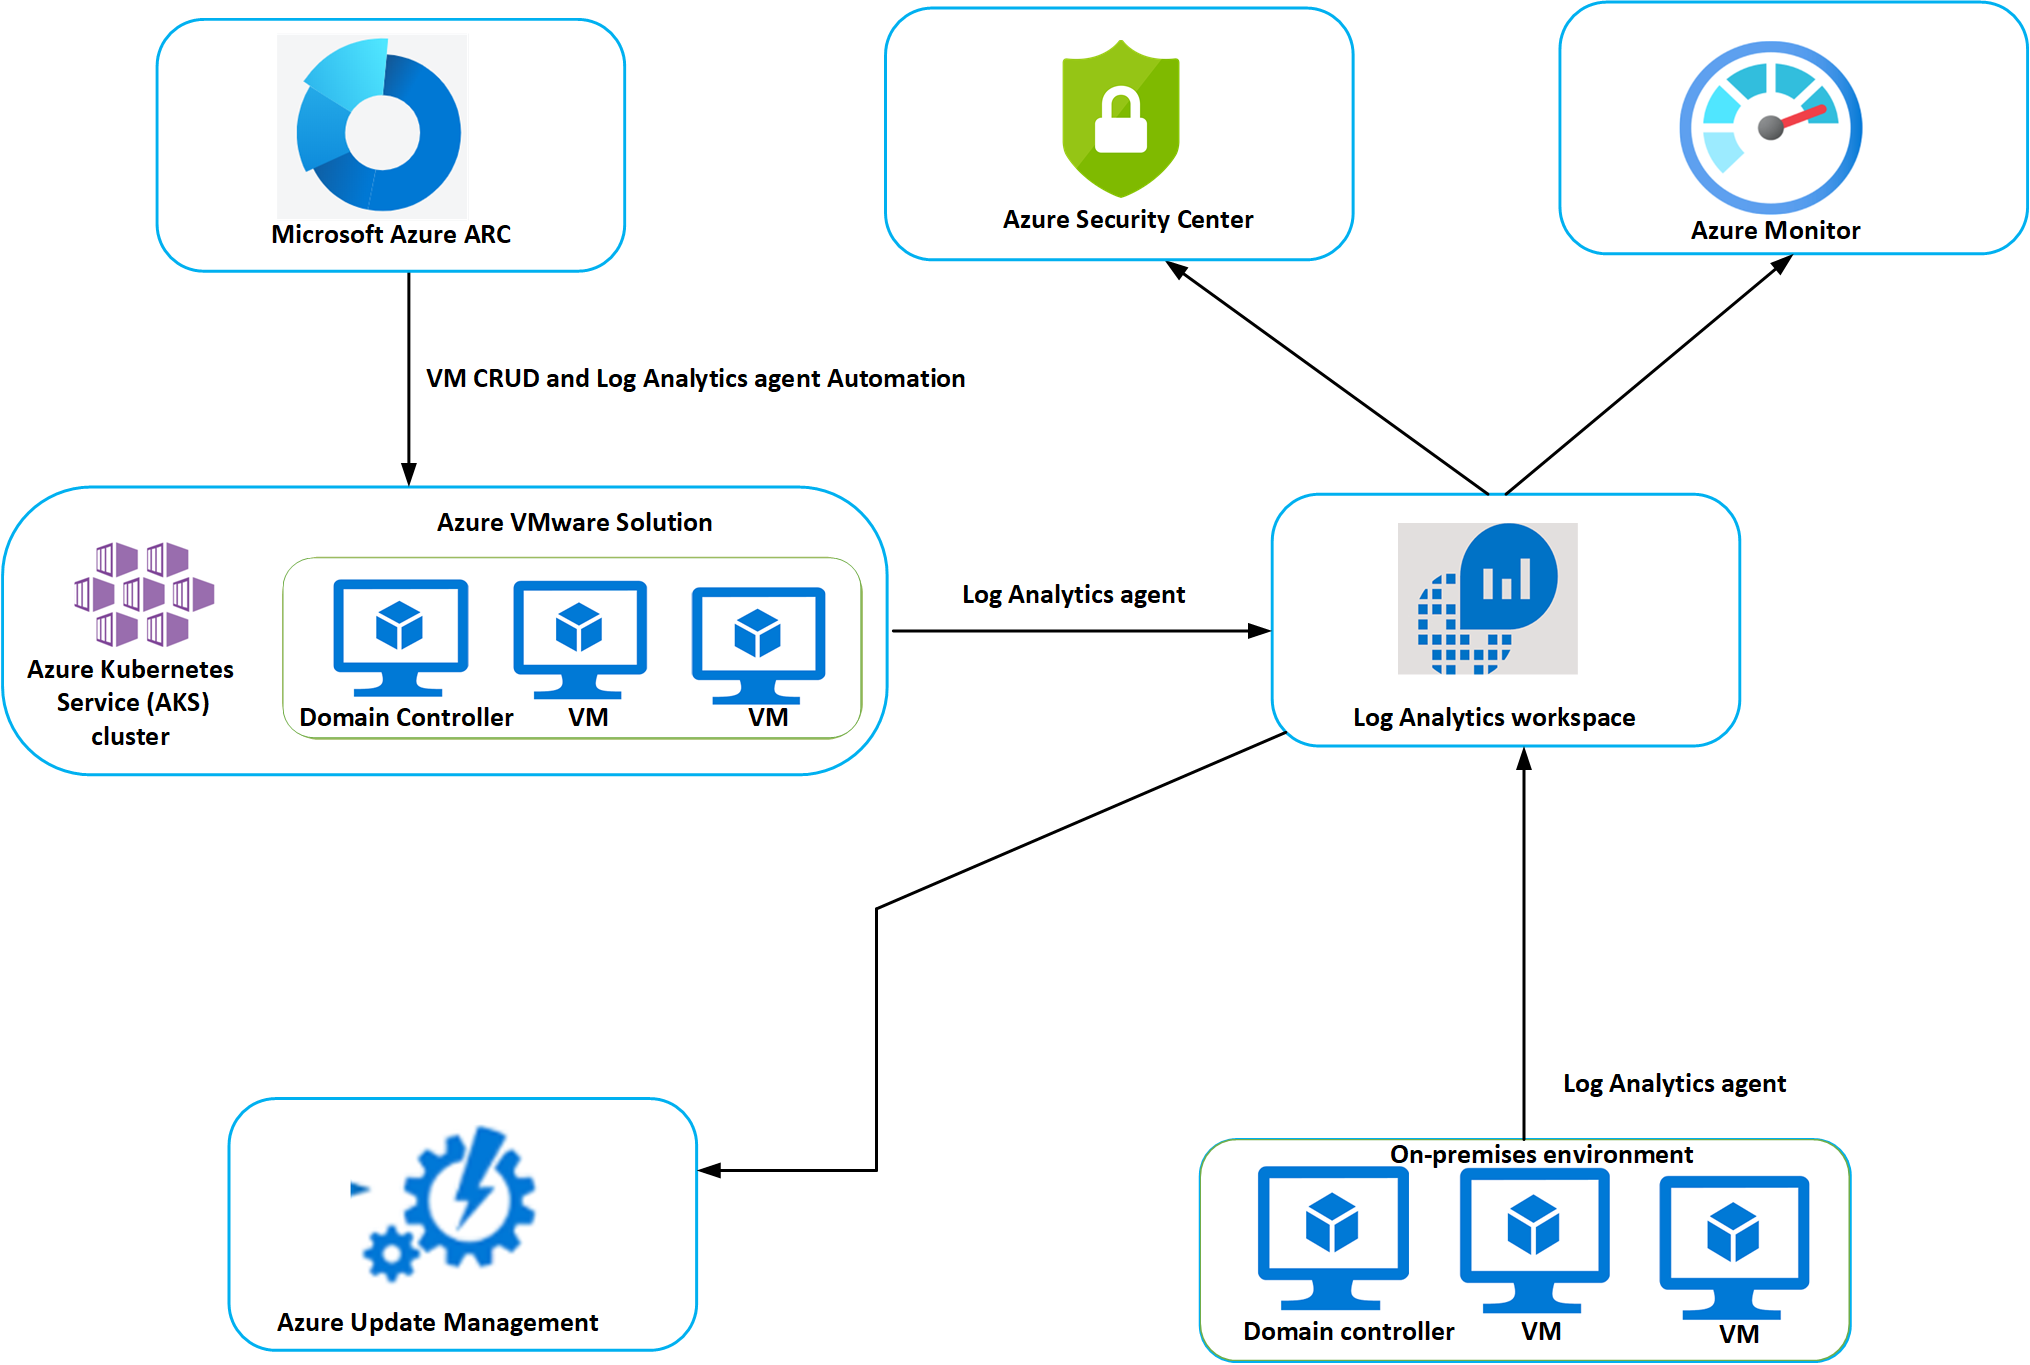 Microsoft Azure ARC
Azure Security Center
Azure Monitor
VM CRUD and Log Analytics agent Automation
Azure VMware Solution
Azure Kubernetes
Service (AKS)
cluster
Domain Controller
VM
VM
Log Analytics agent
Log Analytics workspace
Log Analytics agent
On-premises environment
Domain controller
VM
VM
Azure Update Management